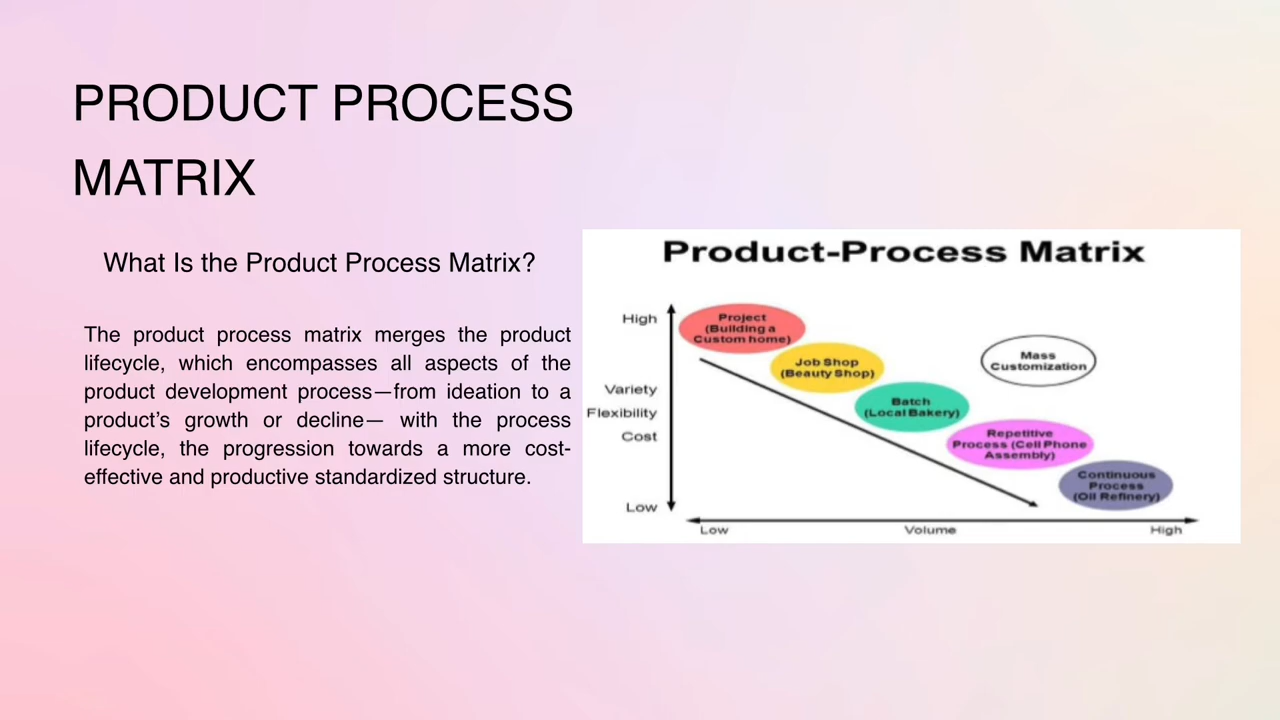 PRODUCT PROCESS
MATRIX
What Is the Product Process Matrix?
The product process matrix merges the product
lifecycle, which encompasses all aspects of the
product development process—from ideation to a
product’s growth or decline— with the process
lifecycle, the progression towards a more cost-
effective and productive standardized structure.
Product-Process Matrix
High
Variety
Flexibility
Cost
Low
Project
(Building a
Custom home)
Job Shop
(Beauty Shop)
Batch
(Local Bakery)
Repetitive
Process (Cell Phone
Assembly)
Continuous
Process
(Oil Refinery)
Mass
Customization
Low
Volume
High